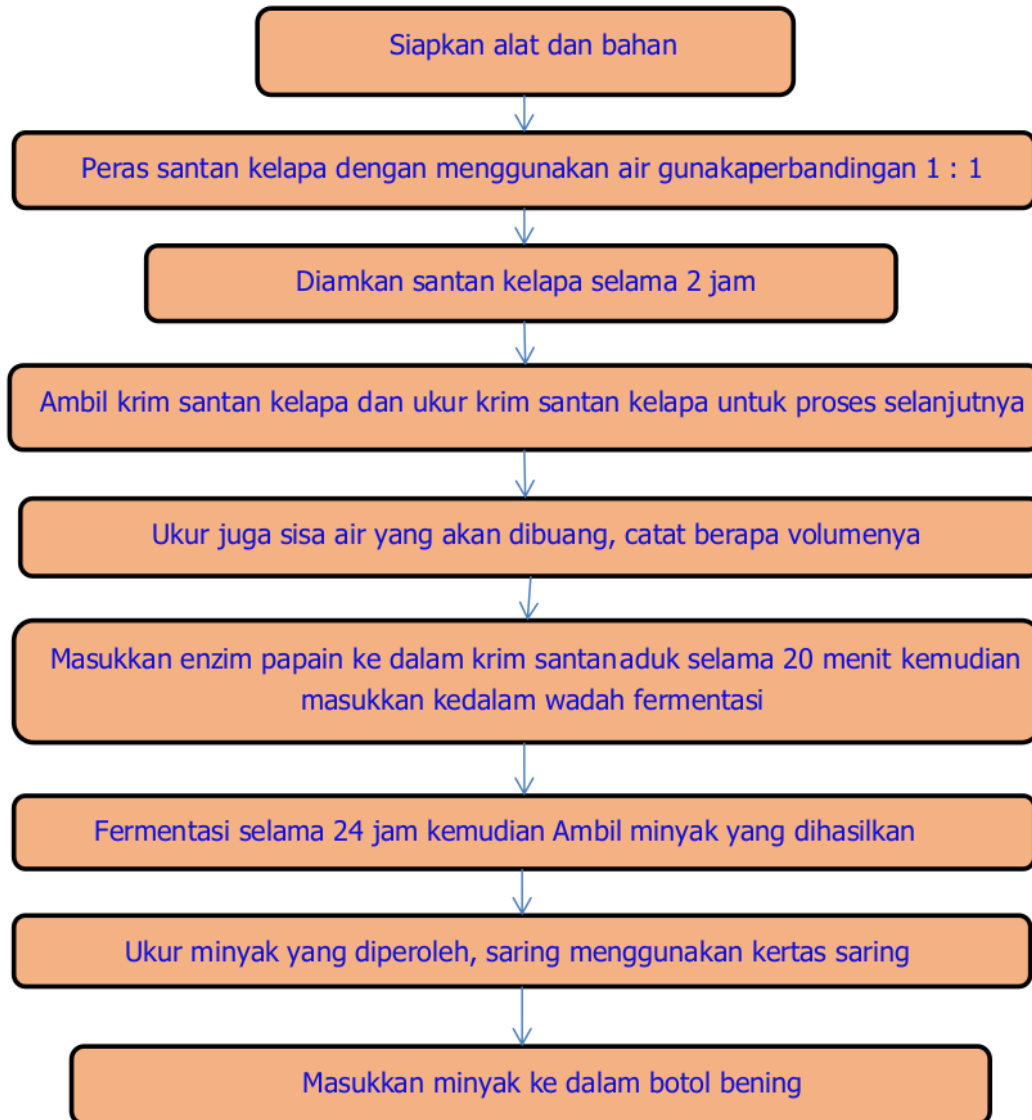 Siapkan alat dan bahan
Peras santan kelapa dengan menggunakan air gunakaperbandingan 1 : 1
Diamkan santan kelapa selama 2 jam
Ambil krim santan kelapa dan ukur krim santan kelapa untuk proses selanjutnya
Ukur juga sisa air yang akan dibuang, catat berapa volumenya
Masukkan enzim papain ke dalam krim santanaduk selama 20 menit kemudian
masukkan kedalam wadah fermentasi
Fermentasi selama 24 jam kemudian Ambil minyak yang dihasilkan
Ukur minyak yang diperoleh, saring menggunakan kertas saring
Masukkan minyak ke dalam botol bening